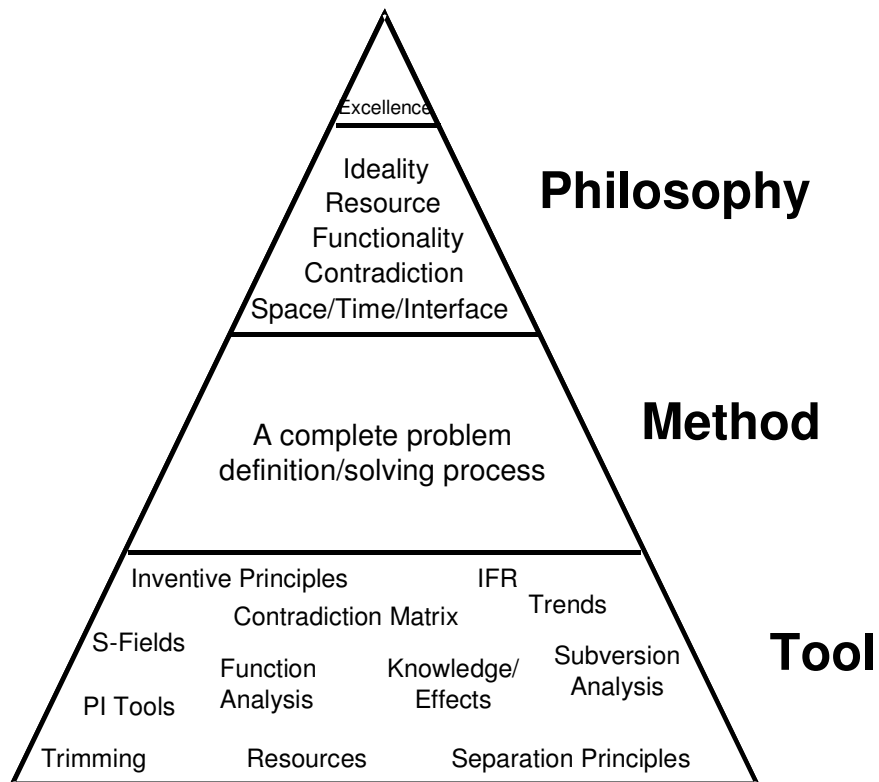 Excellence
Ideality
Resource
Functionality
Contradiction
Space/Time/Interface
Philosophy
A complete problem
definition/solving process
Method
Inventive Principles
IFR
Trends
Contradiction Matrix
S-Fields
Function
Analysis
Knowledge/
Effects
Subversion
Analysis
Tool
PI Tools
Trimming
Resources
Separation Principles